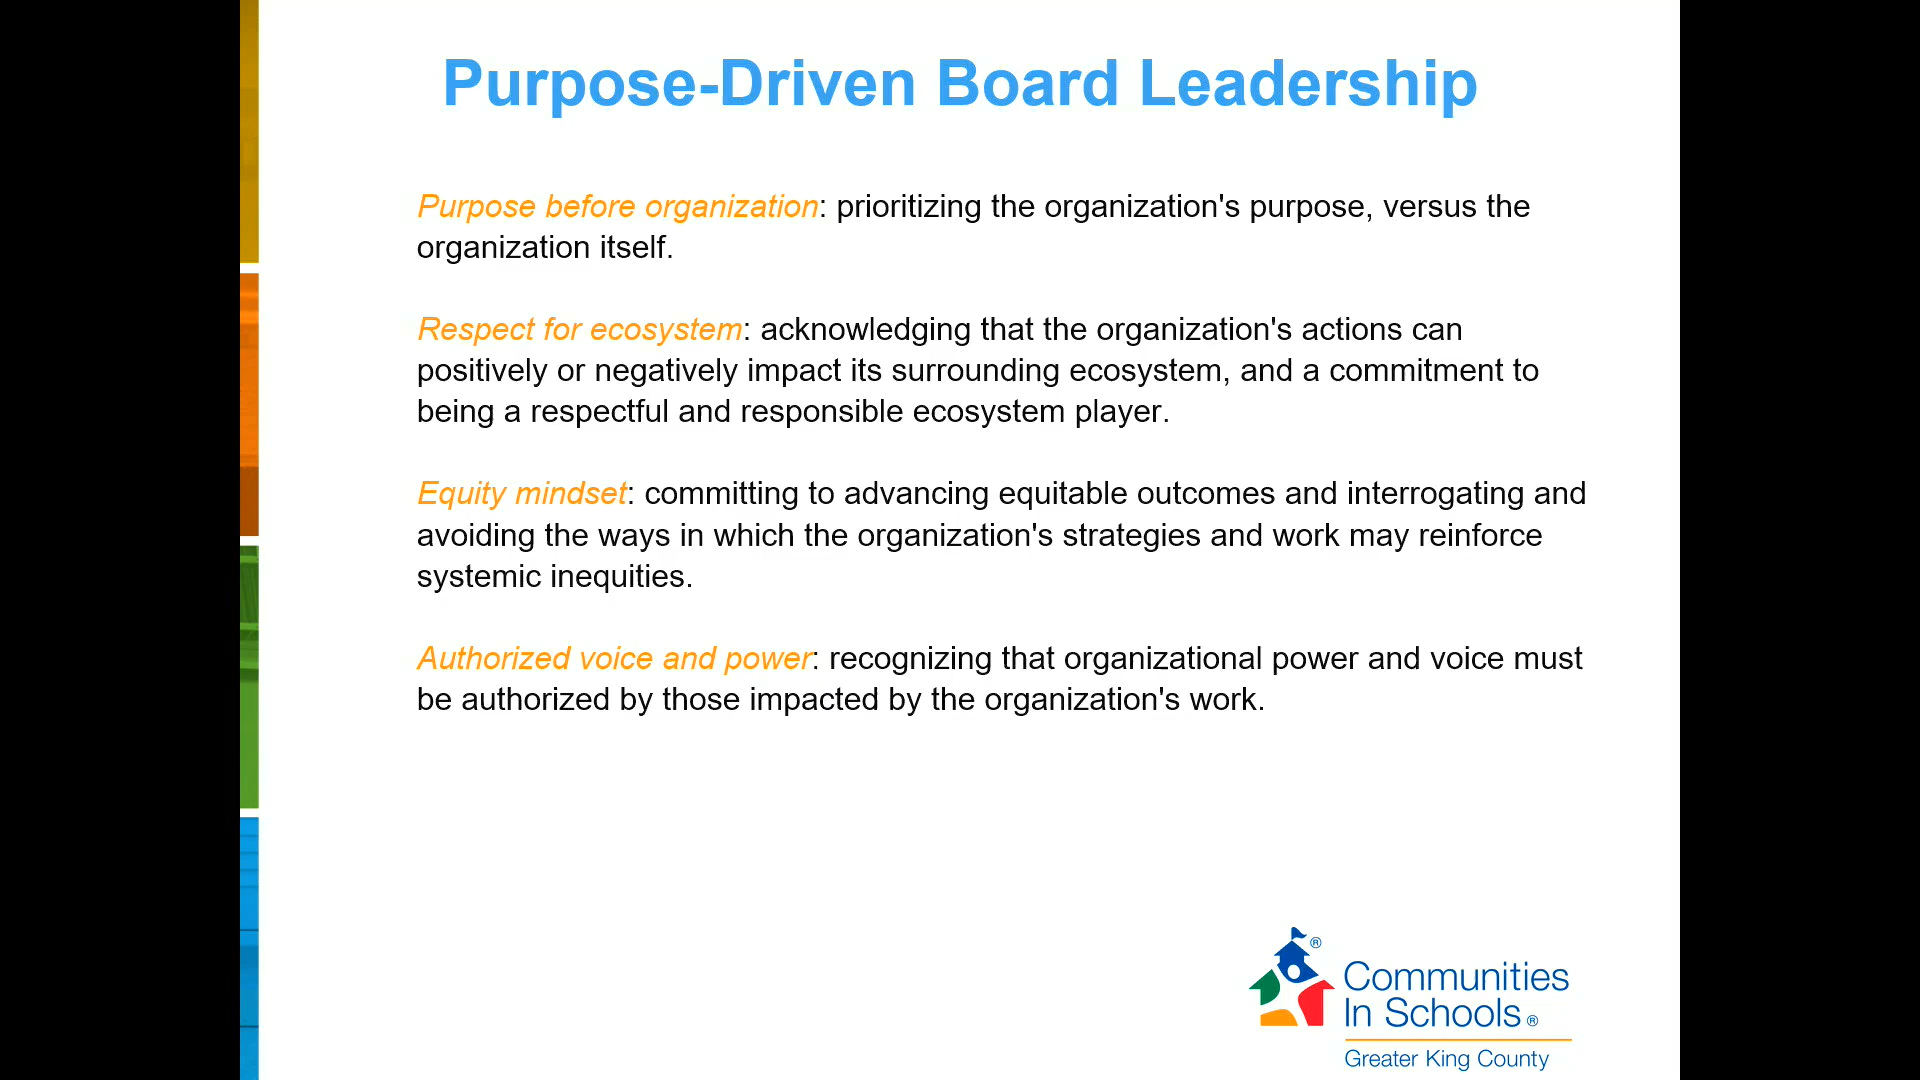 Purpose-Driven Board Leadership
Purpose before organization: prioritizing the organization's purpose, versus the
organization itself.
Respect for ecosystem: acknowledging that the organization's actions can
positively or negatively impact its surrounding ecosystem, and a commitment to
being a respectful and responsible ecosystem player.
Equity mindset: committing to advancing equitable outcomes and interrogating and
avoiding the ways in which the organization's strategies and work may reinforce
systemic inequities.
Authorized voice and power: recognizing that organizational power and voice must
be authorized by those impacted by the organization's work.
®
Communities
In Schools®
Greater King County